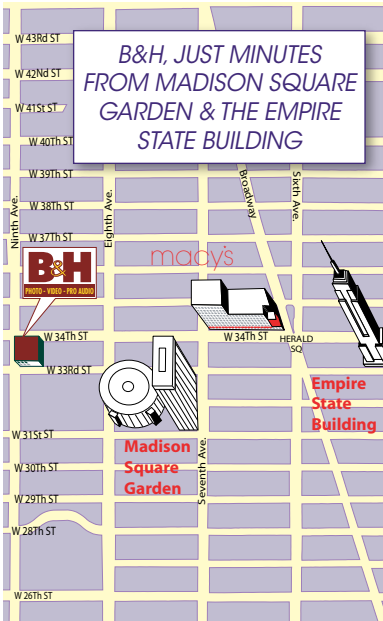 W 43Rd ST
B&H, JUST MINUTES
FROM MADISON SQUARE
GARDEN & THE EMPIRE
STATE BUILDING
W 42Nd ST
W 41St ST
W 40Th ST
W 39Th ST
W 38Th ST
W 37Th ST
Ninth Ave.
Eighth Ave.
Broadway
Sixth Ave.
macy's
B&H
PHOTO - VIDEO - PRO AUDIO
W 34Th ST
W 34Th ST
HERALD
SQ
W 33Rd ST
Empire
State
Building
W 31St ST
Madison
Square
Garden
Seventh Ave.
W 30Th ST
W 29Th ST
W 28Th ST
W 26Th ST